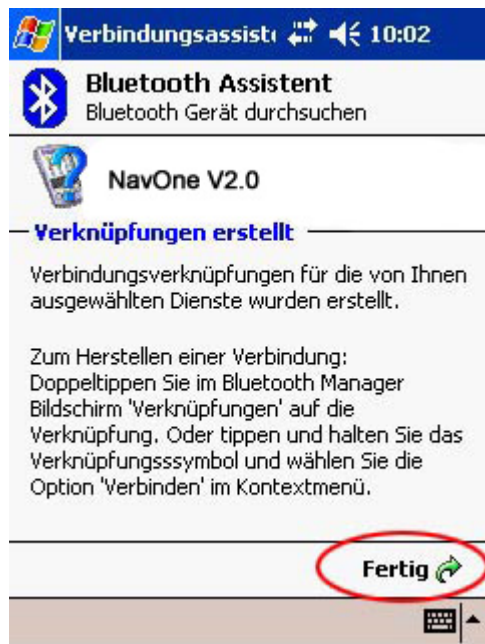 Verbindungsassiste 10:02
Bluetooth Assistent
Bluetooth Gerät durchsuchen
NavOne V2.0
Verknüpfungen erstellt
Verbindungsverknüpfungen für die von Ihnen
ausgewählten Dienste wurden erstellt.
Zum Herstellen einer Verbindung:
Doppeltippen Sie im Bluetooth Manager
Bildschirm 'Verknüpfungen' auf die
Verknüpfung. Oder tippen und halten Sie das
Verknüpfungsssymbol und wählen Sie die
Option 'Verbinden' im Kontextmenü.
Fertig